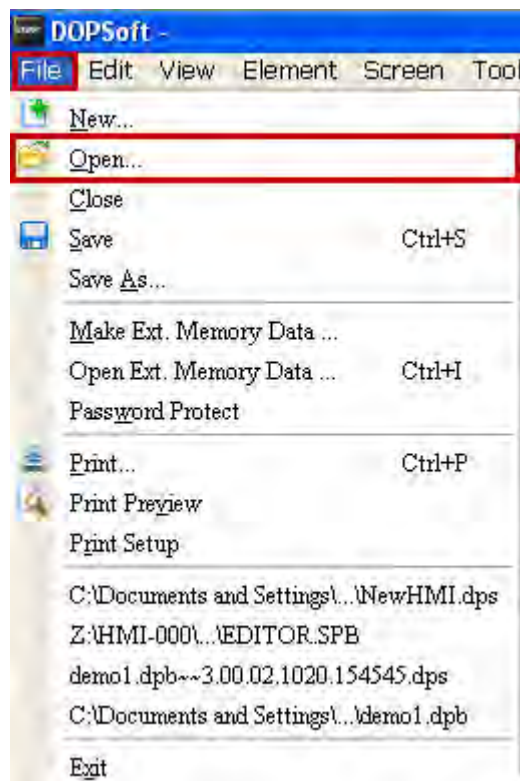 DOPSoft -
File Edit View Element Screen Tool
New...
Open...
Close
Save Ctrl+S
Save As...
Make Ext. Memory Data ...
Open Ext. Memory Data ... Ctrl+I
Password Protect
Print... Ctrl+P
Print Preview
Print Setup
C:\Documents and Settings\...\NewHMI.dps
Z:\HMI-000\...\EDITOR.SPB
demo1.dpb~~3.00.02.1020.154545.dps
C:\Documents and Settings\...\demo1.dpb
Exit